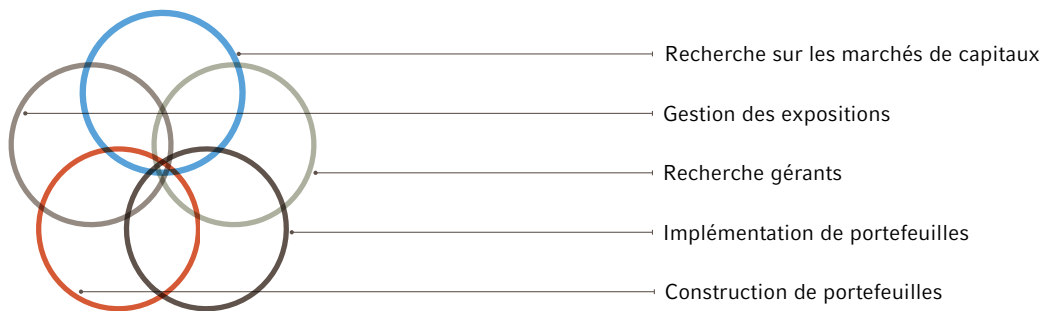 Recherche sur les marchés de capitaux
Gestion des expositions
Recherche gérants
Implémentation de portefeuilles
Construction de portefeuilles